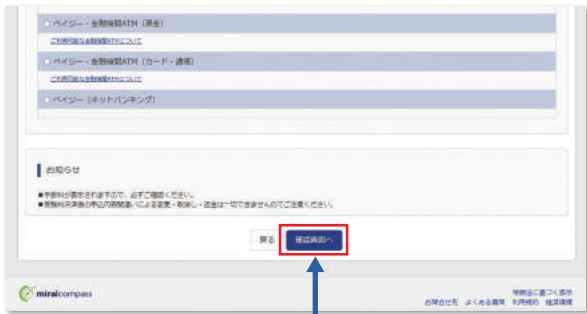 ペイジー・金融機関ATM（現金）
ご利用可能な金融機関ATMについて
ペイジー・金融機関ATM（カード・通帳）
ご利用可能な金融機関ATMについて
ペイジー（ネットバンキング）
お知らせ
■手数料が表示されますので、必ずご確認ください。
■受験料決済後の申込内容間違いによる変更・取消し・返金は一切できませんのでご注意ください。
戻る 確認画面へ
miraicompass
特商法に基づく表示
お問合せ先 よくある質問 利用規約 推奨環境